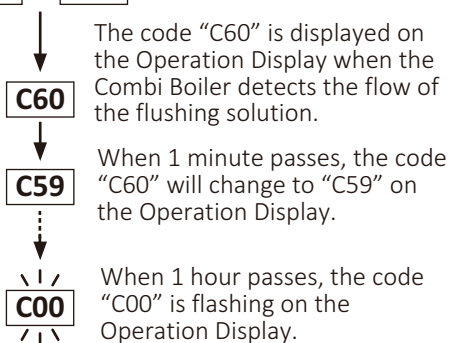 The code “C60” is displayed on
the Operation Display when the
C60 Combi Boiler detects the flow of
the flushing solution.
When 1 minute passes, the code
C59 “C60” will change to “C59” on
the Operation Display.
When 1 hour passes, the code
C00 “C00” is flashing on the
Operation Display.